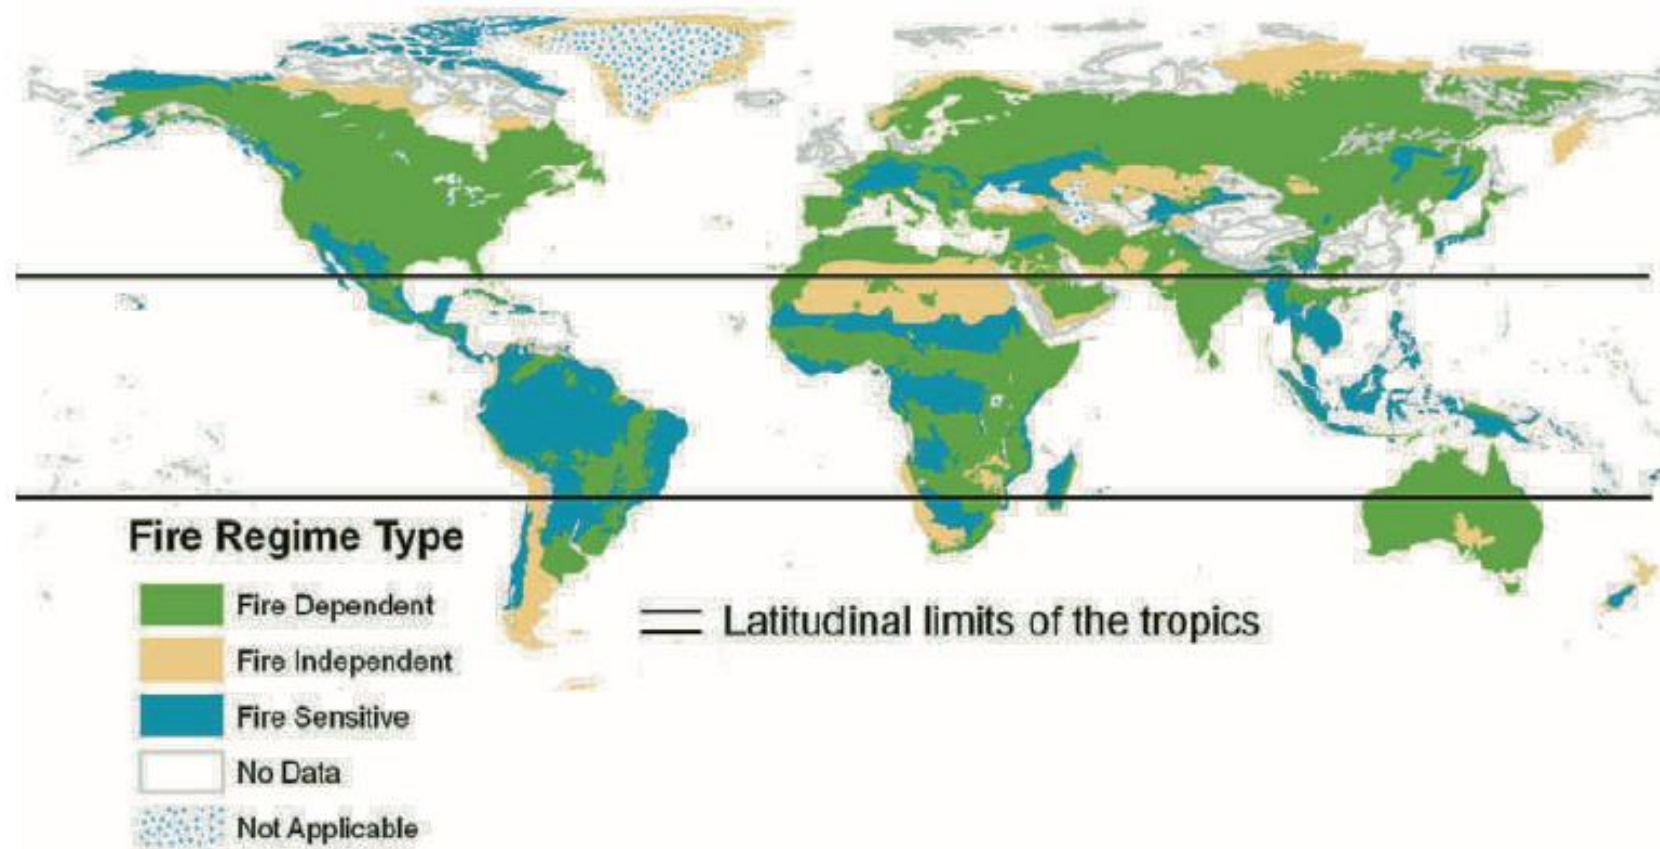 Fire Regime Type
Fire Dependent
Fire Independent
Fire Sensitive
No Data
Not Applicable
Latitudinal limits of the tropics